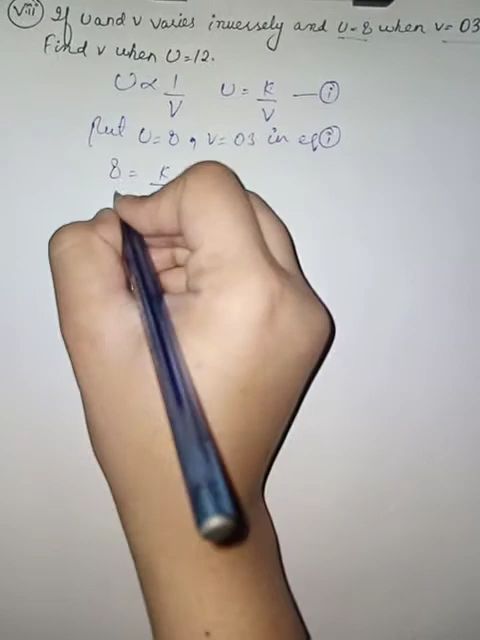 (viii) If U and v varies inversely and U=8 when v=03
Find v when U=12.
U ∝ 1/V U = K/V — (i)
Put U=8, V=03 in eq(i)
8 = K